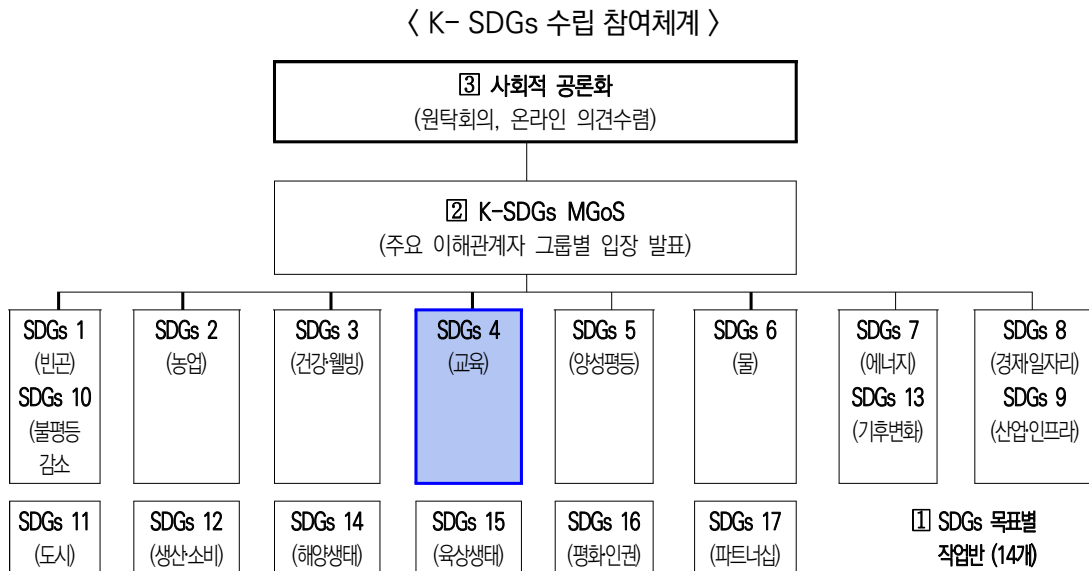 〈 K- SDGs 수립 참여체계 〉
③ 사회적 공론화
(원탁회의, 온라인 의견수렴)
② K-SDGs MGoS
(주요 이해관계자 그룹별 입장 발표)
SDGs 1
(빈곤)
SDGs 10
(불평등
감소
SDGs 2
(농업)
SDGs 3
(건강·웰빙)
SDGs 4
(교육)
SDGs 5
(양성평등)
SDGs 6
(물)
SDGs 7
(에너지)
SDGs 13
(기후변화)
SDGs 8
(경제·일자리)
SDGs 9
(산업·인프라)
SDGs 11
(도시)
SDGs 12
(생산·소비)
SDGs 14
(해양생태)
SDGs 15
(육상생태)
SDGs 16
(평화·인권)
SDGs 17
(파트너십)
① SDGs 목표별
작업반 (14개)